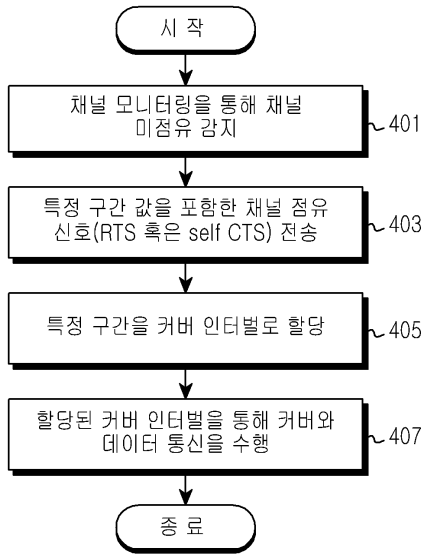 시 작
채널 모니터링을 통해 채널
미점유 감지
401
특정 구간 값을 포함한 채널 점유
신호(RTS 혹은 self CTS) 전송
403
특정 구간을 커버 인터벌로 할당
405
할당된 커버 인터벌을 통해 커버와
데이터 통신을 수행
407
종 료